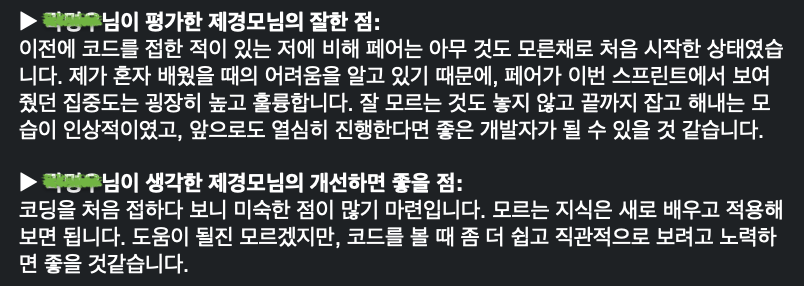 ▶ 님이 평가한 제경모님의 잘한 점:
이전에 코드를 접한 적이 있는 저에 비해 페어는 아무 것도 모른채로 처음 시작한 상태였습
니다. 제가 혼자 배웠을 때의 어려움을 알고 있기 때문에, 페어가 이번 스프린트에서 보여
줬던 집중도는 굉장히 높고 훌륭합니다. 잘 모르는 것도 놓지 않고 끝까지 잡고 해내는 모
습이 인상적이였고, 앞으로도 열심히 진행한다면 좋은 개발자가 될 수 있을 것 같습니다.
▶ 님이 생각한 제경모님의 개선하면 좋을 점:
코딩을 처음 접하다 보니 미숙한 점이 많기 마련입니다. 모르는 지식은 새로 배우고 적용해
보면 됩니다. 도움이 될진 모르겠지만, 코드를 볼 때 좀 더 쉽고 직관적으로 보려고 노력하
면 좋을 것같습니다.